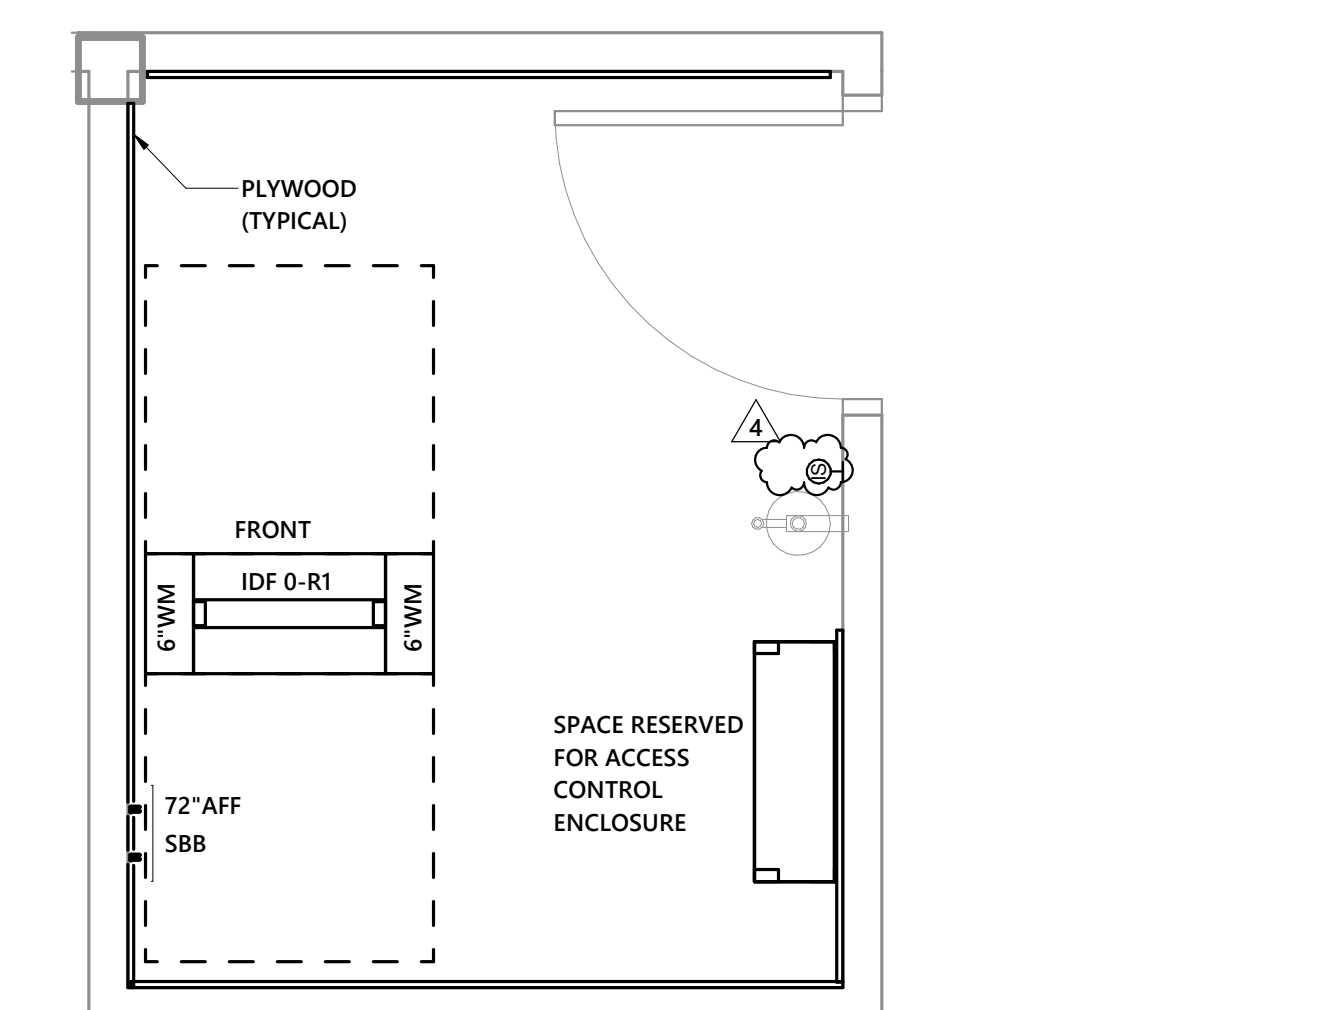 PLYWOOD
(TYPICAL)
4
IS
FRONT
IDF 0-R1
6"WM
6"WM
SPACE RESERVED
FOR ACCESS
CONTROL
ENCLOSURE
72"AFF
SBB